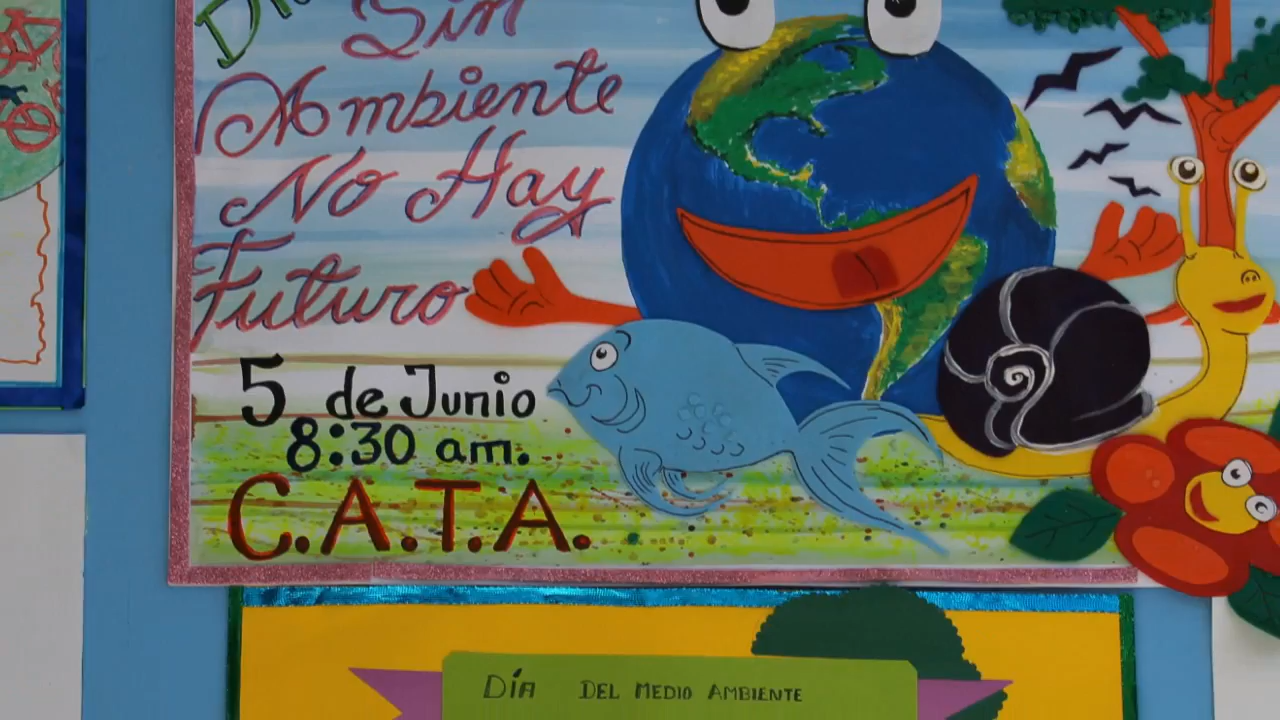 Sin
Ambiente
No Hay
Futuro
5 de Junio
8:30 am.
C.A.T.A.
DÍA DEL MEDIO AMBIENTE